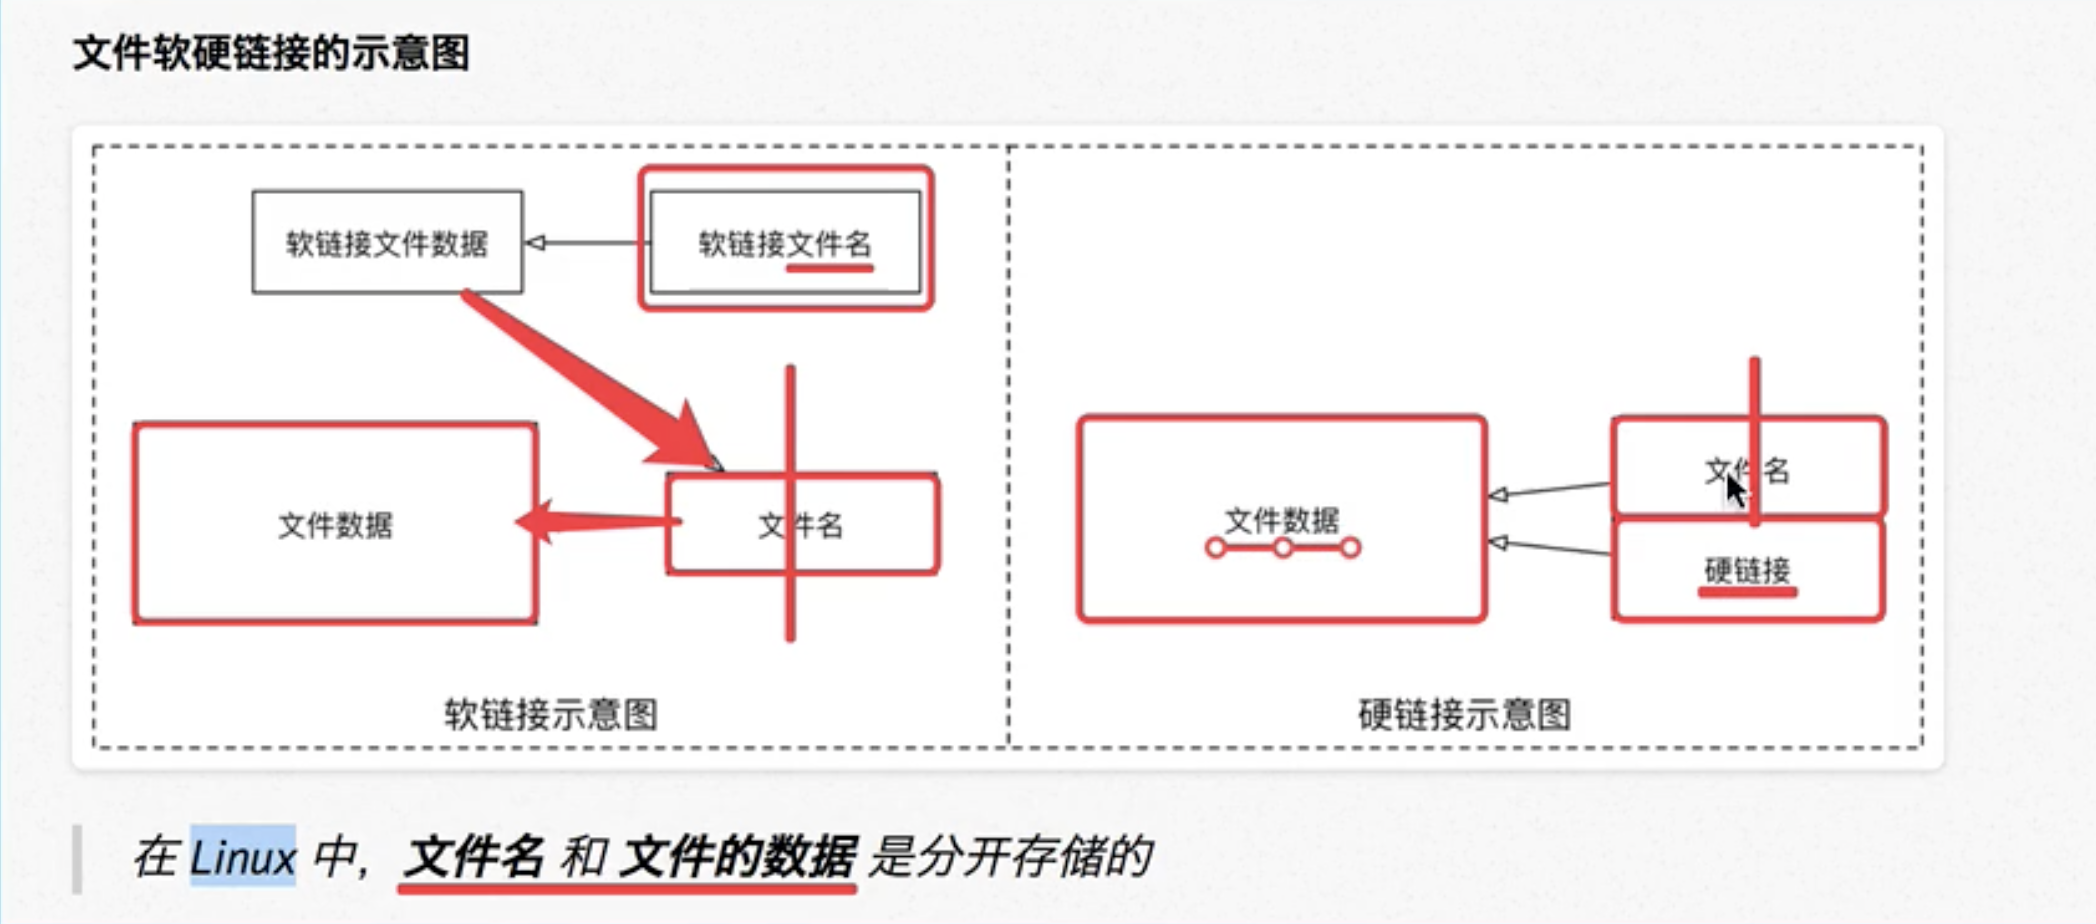 文件软硬链接的示意图
软链接文件数据
软链接文件名
文件数据
文件名
软链接示意图
文件数据
文件名
硬链接
硬链接示意图
在 Linux 中，文件名 和 文件的数据 是分开存储的